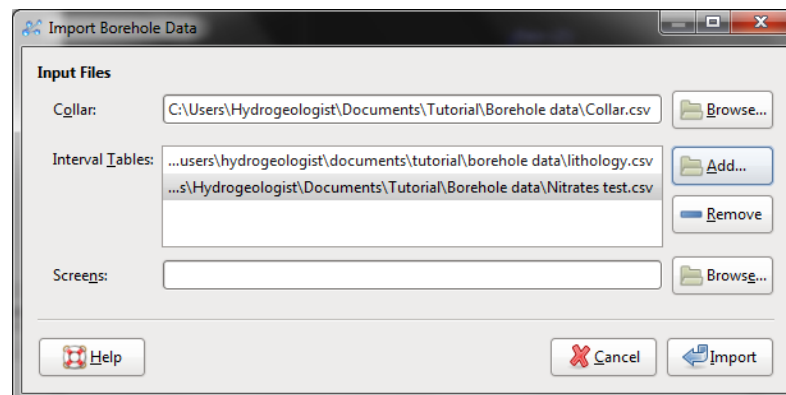 Import Borehole Data
Input Files
Collar: C:\Users\Hydrogeologist\Documents\Tutorial\Borehole data\Collar.csv Browse...
Interval Tables: ...users\hydrogeologist\documents\tutorial\borehole data\lithology.csv Add...
...s\Hydrogeologist\Documents\Tutorial\Borehole data\Nitrates test.csv
Remove
Screens: Browse...
Help Cancel Import